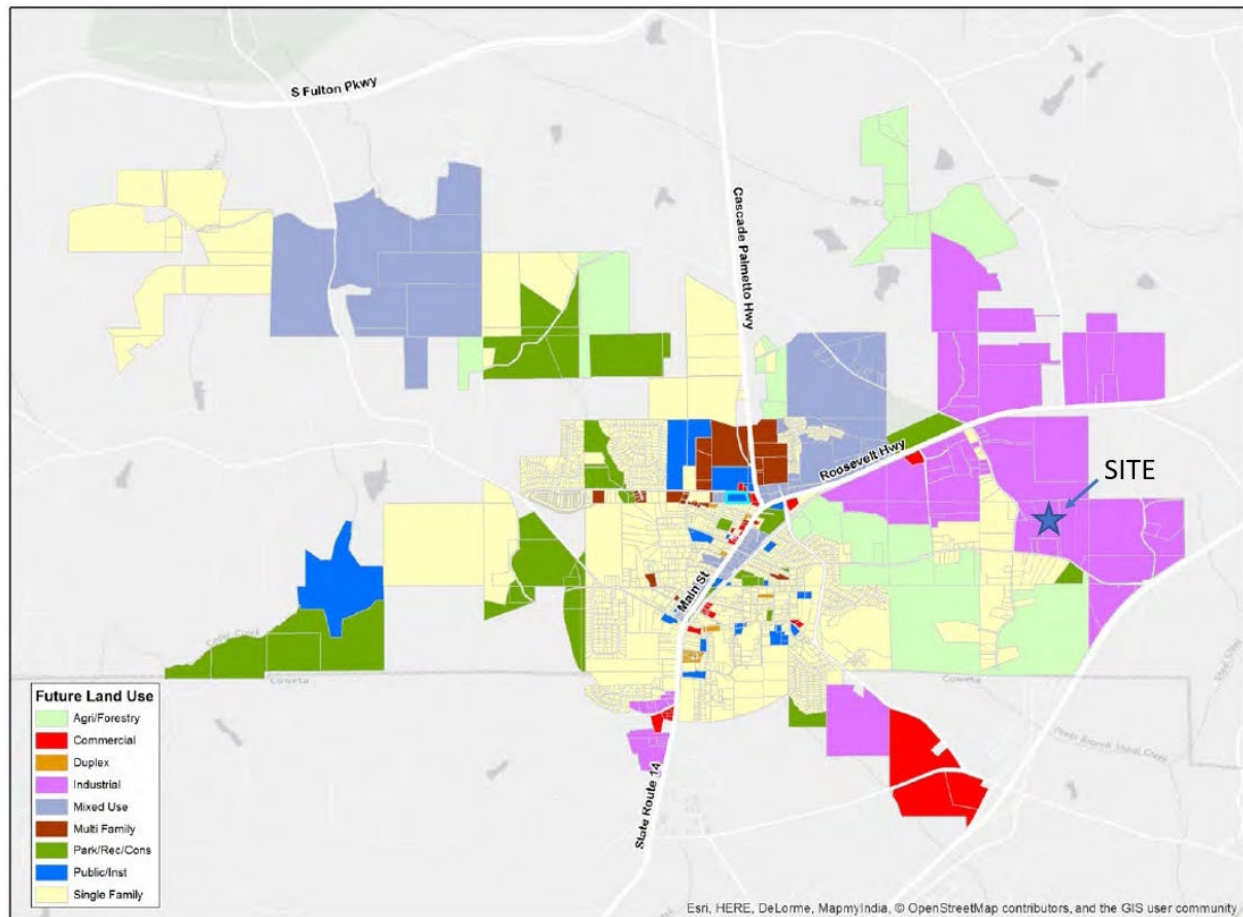 S Fulton Pkwy
Cascade Palmetto Hwy
Roosevelt Hwy
SITE
Main St
Coweta
Coweta
State Route 14
Future Land Use
Agri/Forestry
Commercial
Duplex
Industrial
Mixed Use
Multi Family
Park/Rec/Cons
Public/Inst
Single Family
Esri, HERE, DeLorme, MapmyIndia, © OpenStreetMap contributors, and the GIS user community